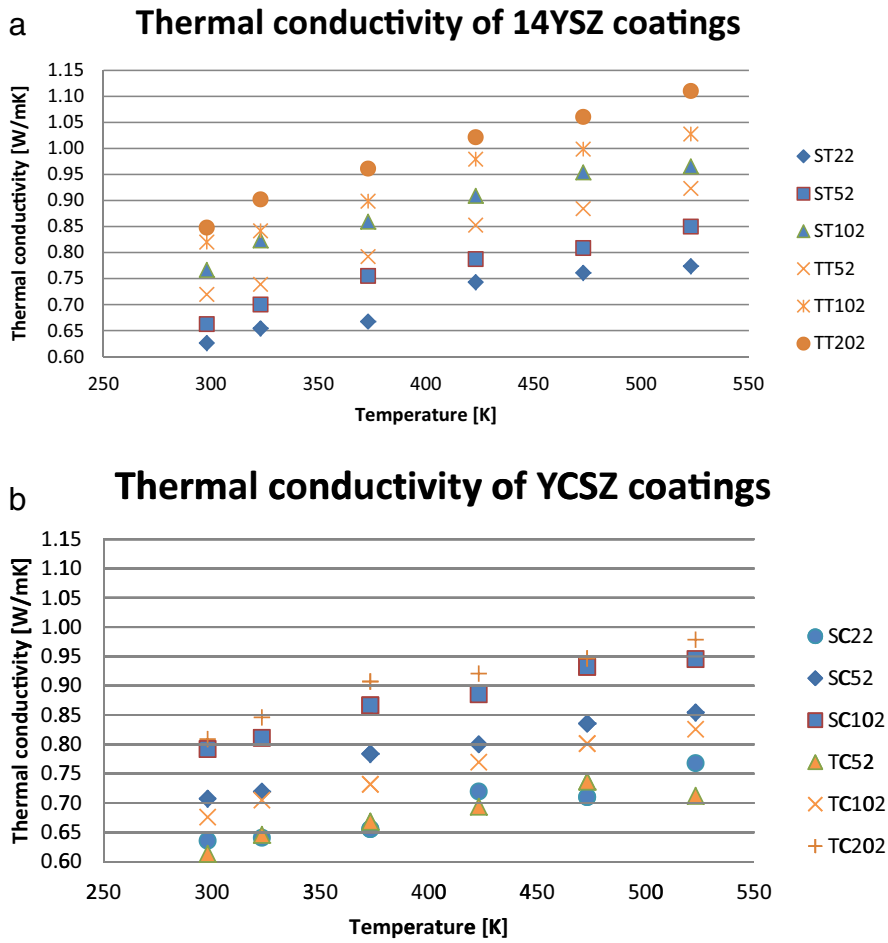 a
Thermal conductivity of 14YSZ coatings
Thermal conductivity [W/mK]
1.15
1.10
1.05
1.00
0.95
0.90
0.85
0.80
0.75
0.70
0.65
0.60
250
300
350
400
450
500
550
Temperature [K]
ST22
ST52
ST102
TT52
TT102
TT202
b
Thermal conductivity of YCSZ coatings
Thermal conductivity [W/mK]
1.15
1.10
1.05
1.00
0.95
0.90
0.85
0.80
0.75
0.70
0.65
0.60
250
300
350
400
450
500
550
Temperature [K]
SC22
SC52
SC102
TC52
TC102
TC202